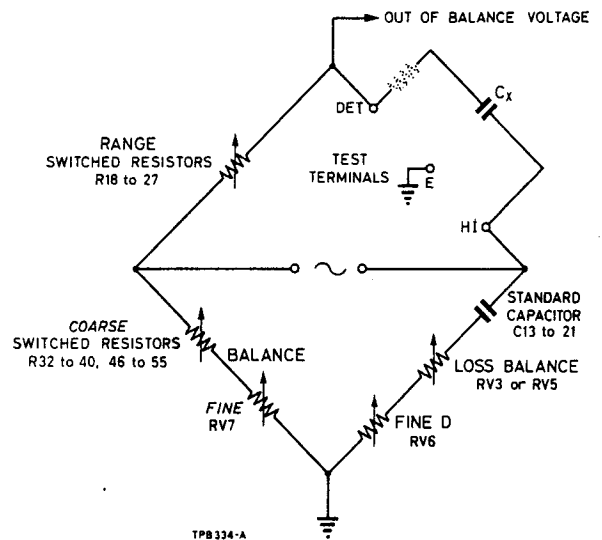 OUT OF BALANCE VOLTAGE
DET
Cx
RANGE
SWITCHED RESISTORS
R18 to 27
TEST
TERMINALS
E
HI
STANDARD
CAPACITOR
C13 to 21
COARSE
SWITCHED RESISTORS
R32 to 40, 46 to 55
BALANCE
LOSS BALANCE
RV3 or RV5
FINE
RV7
FINE D
RV6
TPB334-A